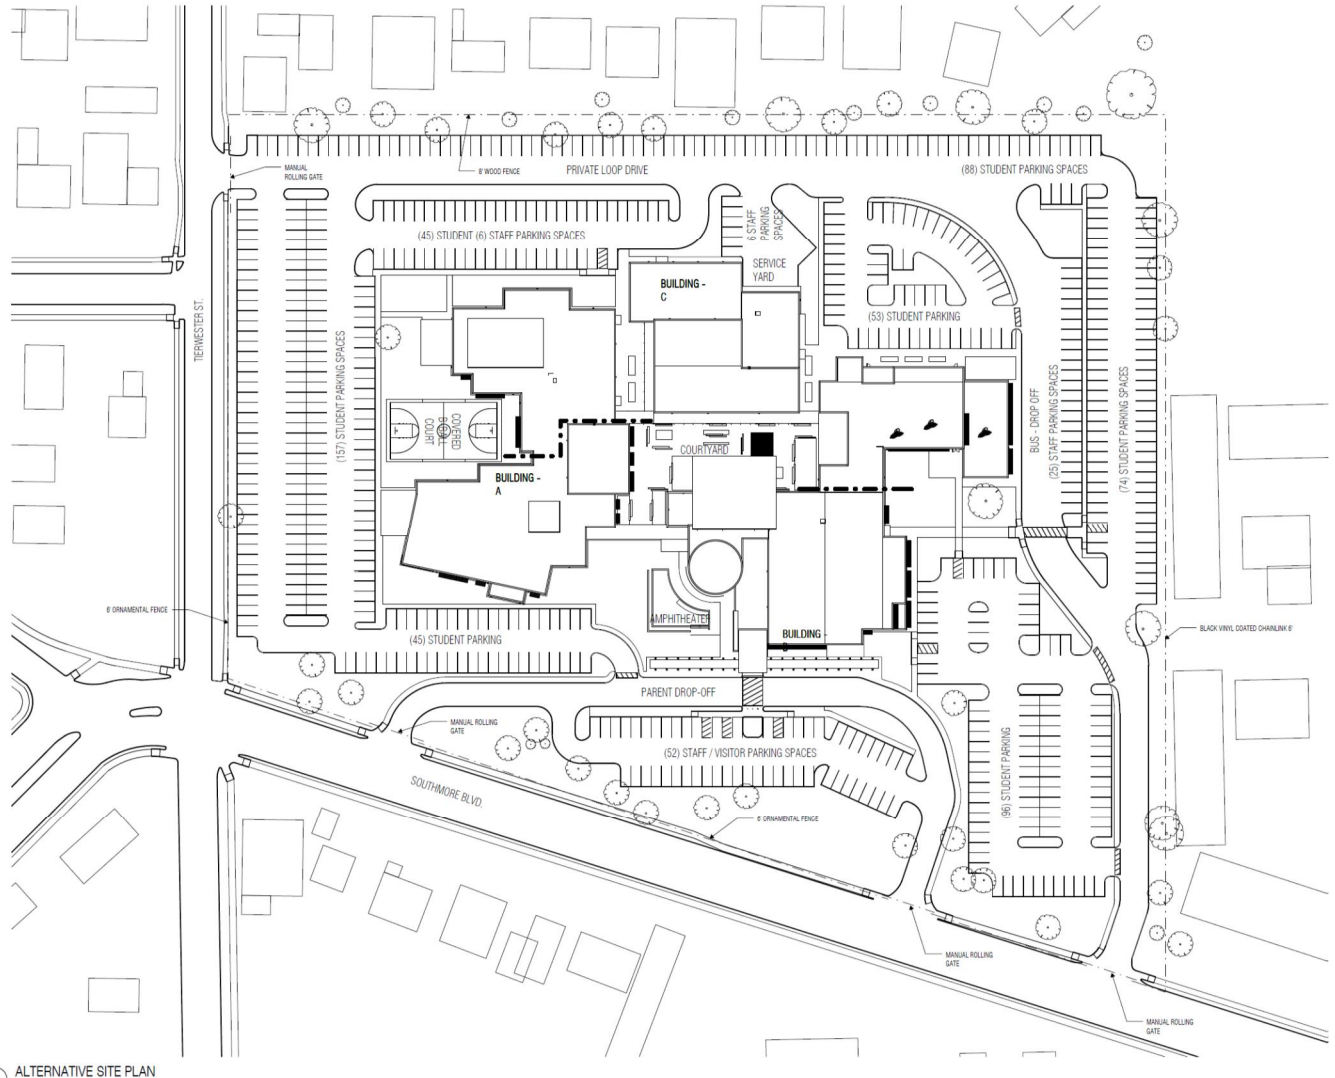 MANUAL
ROLLING GATE
8' WOOD FENCE
PRIVATE LOOP DRIVE
(88) STUDENT PARKING SPACES
(45) STUDENT (6) STAFF PARKING SPACES
6 STAFF
PARKING
SPACES
SERVICE
YARD
BUILDING -
C
(53) STUDENT PARKING
TIERWESTER ST.
(157) STUDENT PARKING SPACES
COVERED
COURT
COURTYARD
BUILDING -
A
BUS - DROP OFF
(25) STAFF PARKING SPACES
(74) STUDENT PARKING SPACES
6' ORNAMENTAL FENCE
(45) STUDENT PARKING
AMPHITHEATER
BUILDING -
BLACK VINYL COATED CHAINLINK 6'
PARENT DROP-OFF
MANUAL ROLLING
GATE
(52) STAFF / VISITOR PARKING SPACES
(96) STUDENT PARKING
SOUTHMORE BLVD.
6' ORNAMENTAL FENCE
MANUAL ROLLING
GATE
MANUAL ROLLING
GATE
ALTERNATIVE SITE PLAN